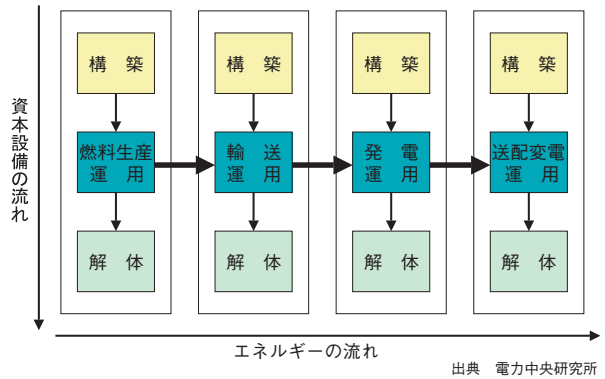 資本設備の流れ
構 築
構 築
構 築
構 築
燃料生産
運 用
輸 送
運 用
発 電
運 用
送配変電
運 用
解 体
解 体
解 体
解 体
エネルギーの流れ
出典 電力中央研究所